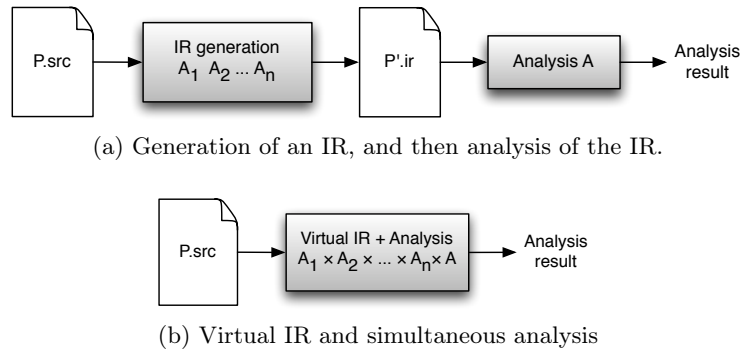 P.src
IR generation
A1 A2 ... An
P'.ir
Analysis A
Analysis
result
(a) Generation of an IR, and then analysis of the IR.
P.src
Virtual IR + Analysis
A1 × A2 × ... × An × A
Analysis
result
(b) Virtual IR and simultaneous analysis